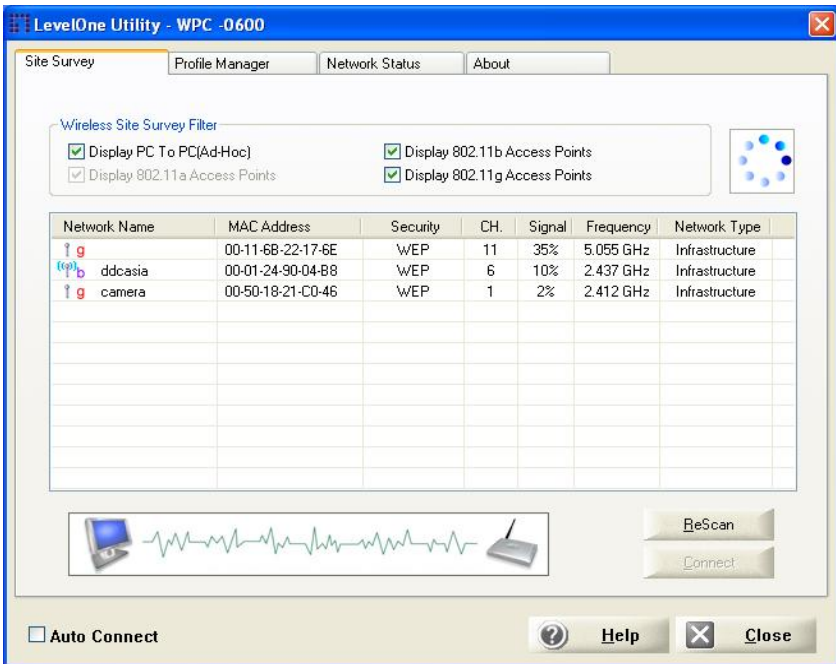 LevelOne Utility - WPC -0600
Site Survey Profile Manager Network Status About
Wireless Site Survey Filter
Display PC To PC(Ad-Hoc) Display 802.11b Access Points
Display 802.11a Access Points Display 802.11g Access Points
Network Name MAC Address Security CH. Signal Frequency Network Type
g 00-11-6B-22-17-6E WEP 11 35% 5.055 GHz Infrastructure
b ddcasia 00-01-24-90-04-B8 WEP 6 10% 2.437 GHz Infrastructure
g camera 00-50-18-21-C0-46 WEP 1 2% 2.412 GHz Infrastructure
ReScan
Connect
Auto Connect Help Close